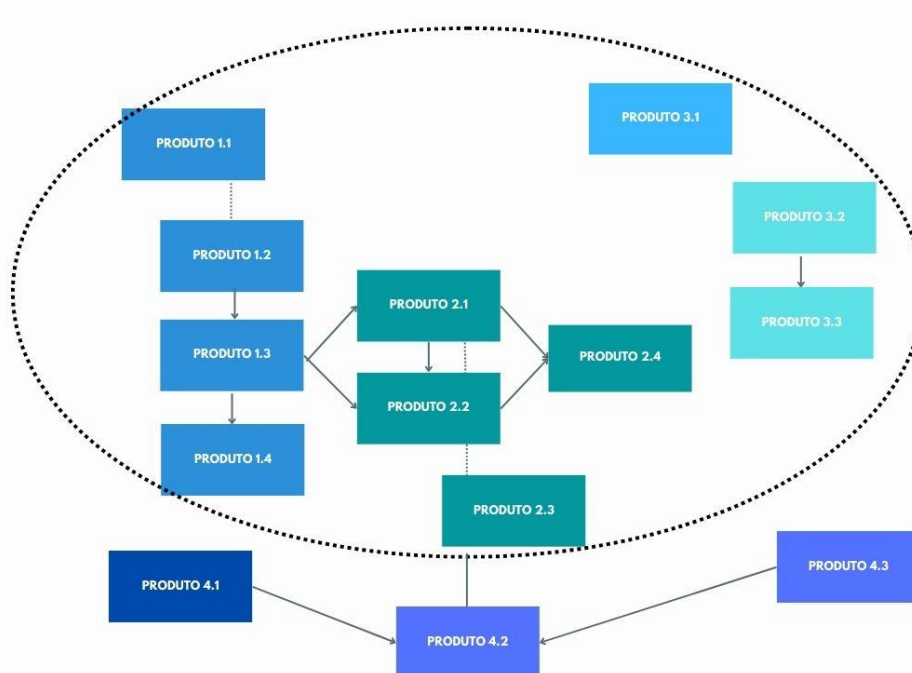 PRODUTO 1.1
PRODUTO 3.1
PRODUTO 3.2
PRODUTO 1.2
PRODUTO 2.1
PRODUTO 3.3
PRODUTO 1.3
PRODUTO 2.4
PRODUTO 2.2
PRODUTO 1.4
PRODUTO 2.3
PRODUTO 4.1
PRODUTO 4.3
PRODUTO 4.2